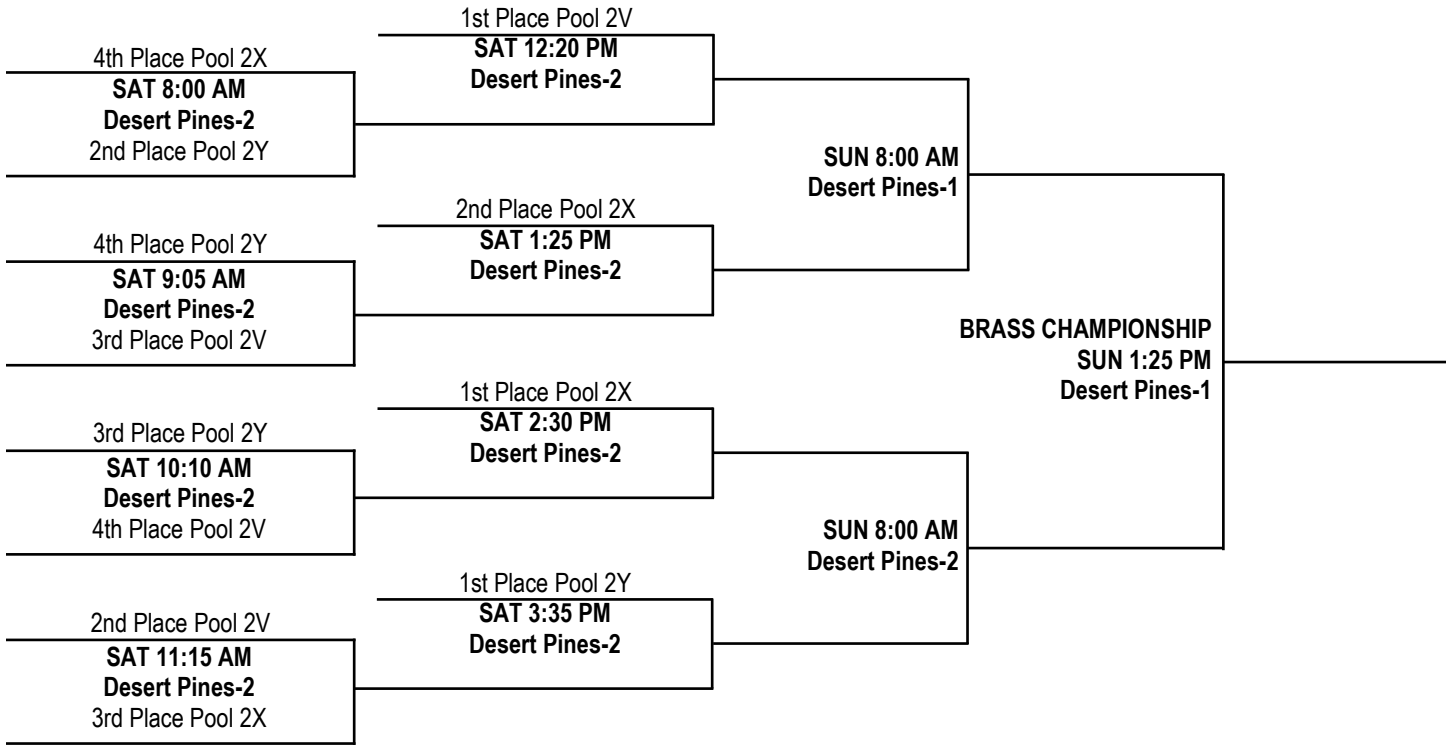 4th Place Pool 2X
SAT 8:00 AM
Desert Pines-2
2nd Place Pool 2Y
4th Place Pool 2Y
SAT 9:05 AM
Desert Pines-2
3rd Place Pool 2V
3rd Place Pool 2Y
SAT 10:10 AM
Desert Pines-2
4th Place Pool 2V
2nd Place Pool 2V
SAT 11:15 AM
Desert Pines-2
3rd Place Pool 2X
1st Place Pool 2V
SAT 12:20 PM
Desert Pines-2
2nd Place Pool 2X
SAT 1:25 PM
Desert Pines-2
1st Place Pool 2X
SAT 2:30 PM
Desert Pines-2
1st Place Pool 2Y
SAT 3:35 PM
Desert Pines-2
SUN 8:00 AM
Desert Pines-1
SUN 8:00 AM
Desert Pines-2
BRASS CHAMPIONSHIP
SUN 1:25 PM
Desert Pines-1